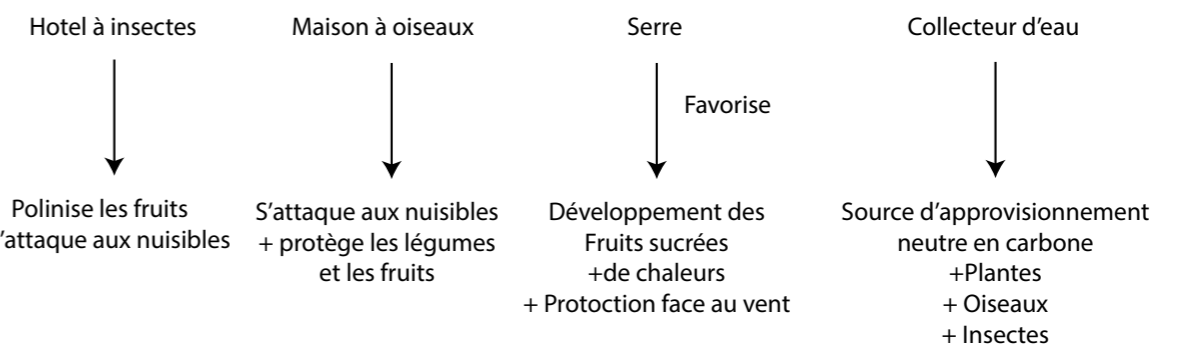 Hotel à insectes
Maison à oiseaux
Serre
Collecteur d'eau
Favorise
Polinise les fruits
'attaque aux nuisibles
S'attaque aux nuisibles
+ protège les légumes
et les fruits
Développement des
Fruits sucrées
+de chaleurs
+ Protoction face au vent
Source d'approvisionnement
neutre en carbone
+Plantes
+ Oiseaux
+ Insectes